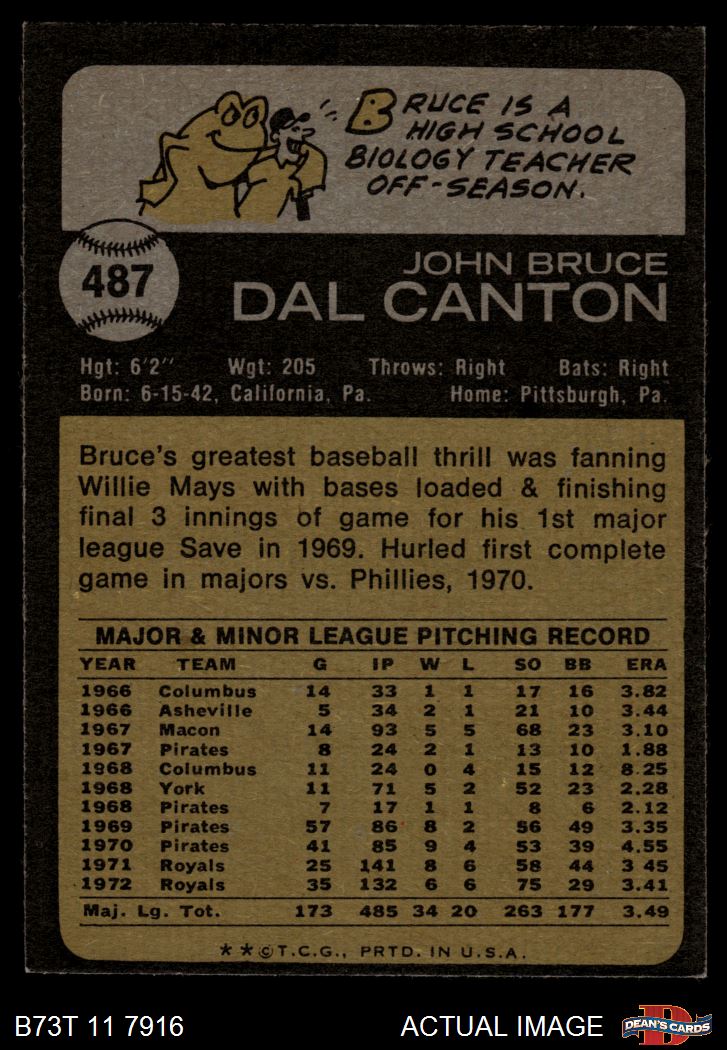 BRUCE IS A
HIGH SCHOOL
BIOLOGY TEACHER
OFF-SEASON.
487
JOHN BRUCE
DAL CANTON
Hgt: 6'2" Wgt: 205 Throws: Right Bats: Right
Born: 6-15-42, California, Pa. Home: Pittsburgh, Pa.
Bruce's greatest baseball thrill was fanning
Willie Mays with bases loaded & finishing
final 3 innings of game for his 1st major
league Save in 1969. Hurled first complete
game in majors vs. Phillies, 1970.
MAJOR & MINOR LEAGUE PITCHING RECORD
YEAR TEAM G IP W L SO BB ERA
1966 Columbus 14 33 1 1 17 16 3.82
1966 Asheville 5 34 2 1 21 10 3.44
1967 Macon 14 93 5 5 68 23 3.10
1967 Pirates 8 24 2 1 13 10 1.88
1968 Columbus 11 24 0 4 15 12 8.25
1968 York 11 71 5 2 52 23 2.28
1968 Pirates 7 17 1 1 8 6 2.12
1969 Pirates 57 86 8 2 56 49 3.35
1970 Pirates 41 85 9 4 53 39 4.55
1971 Royals 25 141 8 6 58 44 3 45
1972 Royals 35 132 6 6 75 29 3.41
Maj. Lg. Tot. 173 485 34 20 263 177 3.49
**©T.C.G., PRTD. IN U.S.A.
B73T 11 7916 ACTUAL IMAGE
D
DEAN'S CARDS